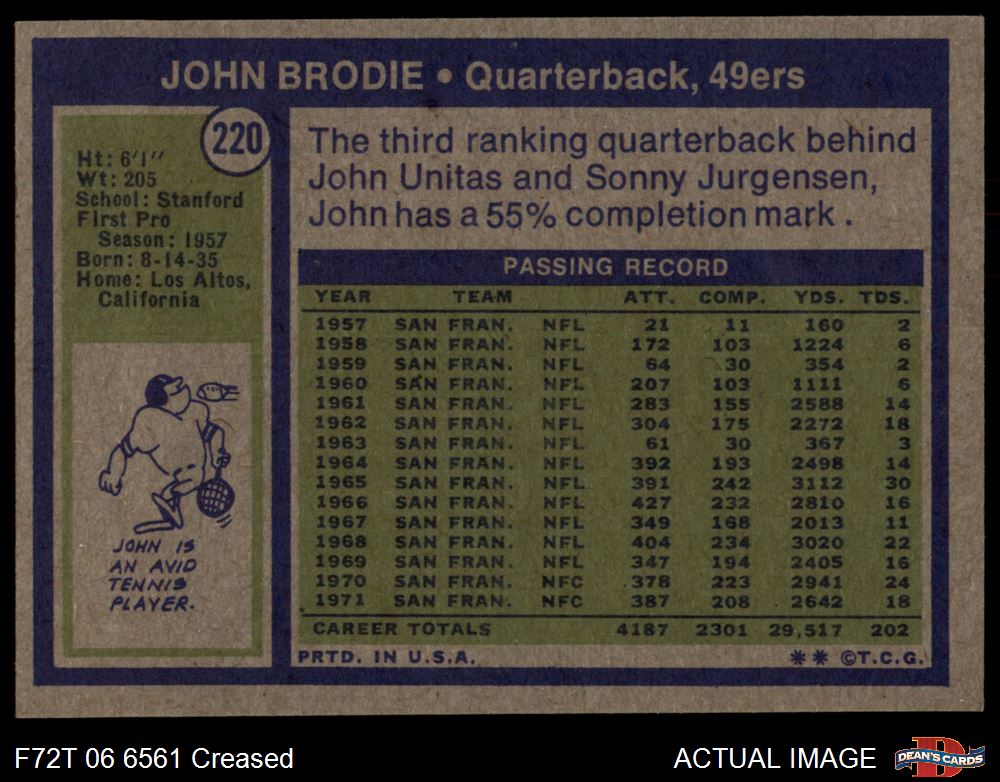 JOHN BRODIE • Quarterback, 49ers
220
Ht: 6'1"
Wt: 205
School: Stanford
First Pro
Season: 1957
Born: 8-14-35
Home: Los Altos,
California
JOHN IS
AN AVID
TENNIS
PLAYER.
The third ranking quarterback behind
John Unitas and Sonny Jurgensen,
John has a 55% completion mark.
PASSING RECORD
YEAR TEAM ATT. COMP. YDS. TDS.
1957 SAN FRAN. NFL 21 11 160 2
1958 SAN FRAN. NFL 172 103 1224 6
1959 SAN FRAN. NFL 64 30 354 2
1960 SAN FRAN. NFL 207 103 1111 6
1961 SAN FRAN. NFL 283 155 2588 14
1962 SAN FRAN. NFL 304 175 2272 18
1963 SAN FRAN. NFL 61 30 367 3
1964 SAN FRAN. NFL 392 193 2498 14
1965 SAN FRAN. NFL 391 242 3112 30
1966 SAN FRAN. NFL 427 232 2810 16
1967 SAN FRAN. NFL 349 168 2013 11
1968 SAN FRAN. NFL 404 234 3020 22
1969 SAN FRAN. NFL 347 194 2405 16
1970 SAN FRAN. NFC 378 223 2941 24
1971 SAN FRAN. NFC 387 208 2642 18
CAREER TOTALS 4187 2301 29,517 202
PRTD. IN U.S.A. ** ©T.C.G.
F72T 06 6561 Creased
ACTUAL IMAGE
D
DEAN'S CARDS